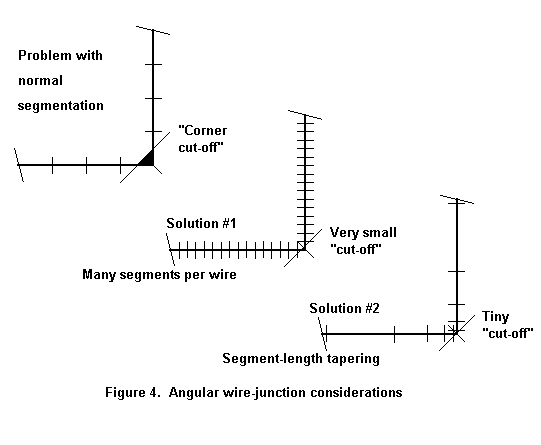 Problem with
normal
segmentation
"Corner
cut-off"
Solution #1
Very small
"cut-off"
Many segments per wire
Solution #2
Tiny
"cut-off"
Segment-length tapering
Figure 4. Angular wire-junction considerations